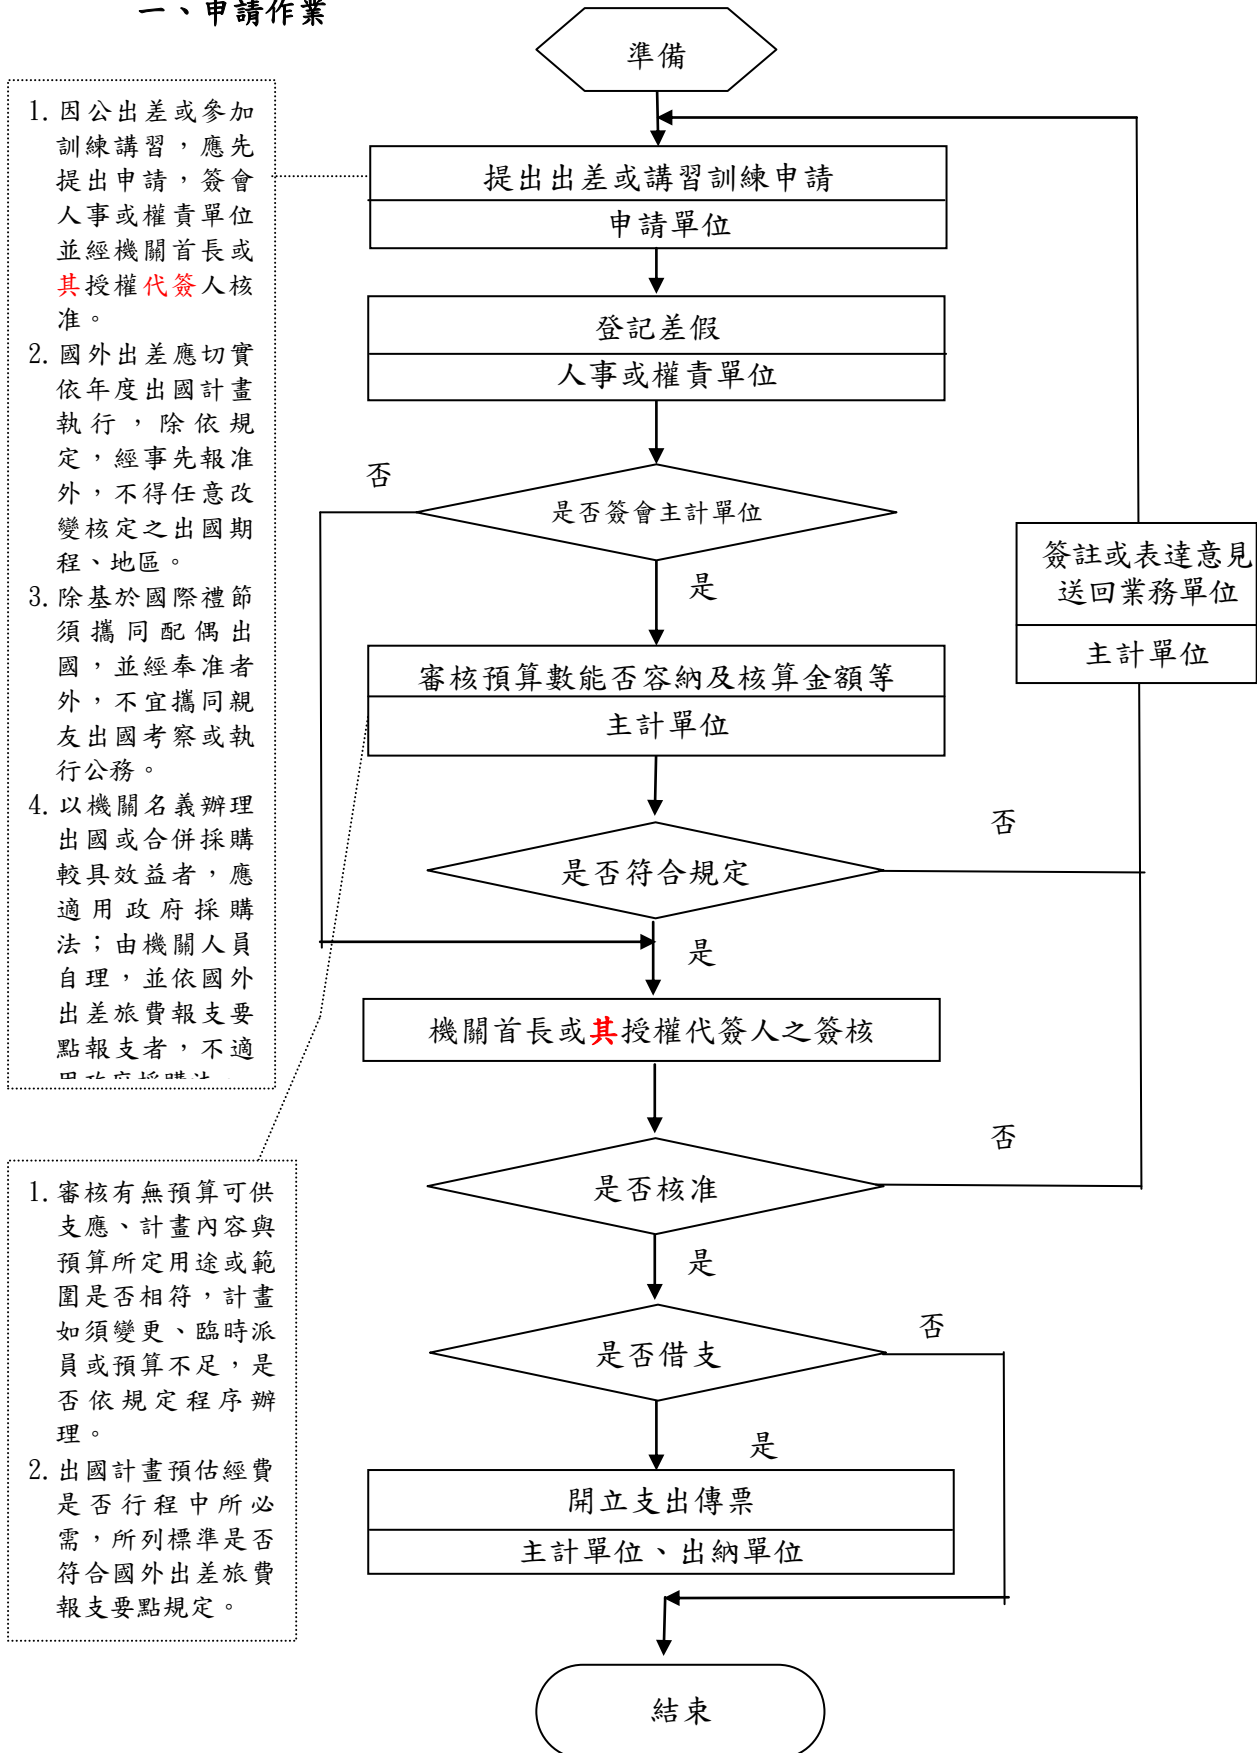 一、申請作業
準備
1. 因公出差或參加
訓練講習，應先
提出申請，簽會
人事或權責單位
並經機關首長或
其授權代簽人核
准。
2. 國外出差應切實
依年度出國計畫
執行，除依規
定，經事先報准
外，不得任意改
變核定之出國期
程、地區。
3. 除基於國際禮節
須攜同配偶出
國，並經奉准者
外，不宜攜同親
友出國考察或執
行公務。
4. 以機關名義辦理
出國或合併採購
較具效益者，應
適用政府採購
法；由機關人員
自理，並依國外
出差旅費報支要
點報支者，不適
提出出差或講習訓練申請
申請單位
登記差假
人事或權責單位
否
是否簽會主計單位
是
簽註或表達意見
送回業務單位
主計單位
審核預算數能否容納及核算金額等
主計單位
否
是否符合規定
是
機關首長或其授權代簽人之簽核
否
是否核准
是
1. 審核有無預算可供
支應、計畫內容與
預算所定用途或範
圍是否相符，計畫
如須變更、臨時派
員或預算不足，是
否依規定程序辦
理。
2. 出國計畫預估經費
是否行程中所必
需，所列標準是否
符合國外出差旅費
報支要點規定。
否
是否借支
是
開立支出傳票
主計單位、出納單位
結束